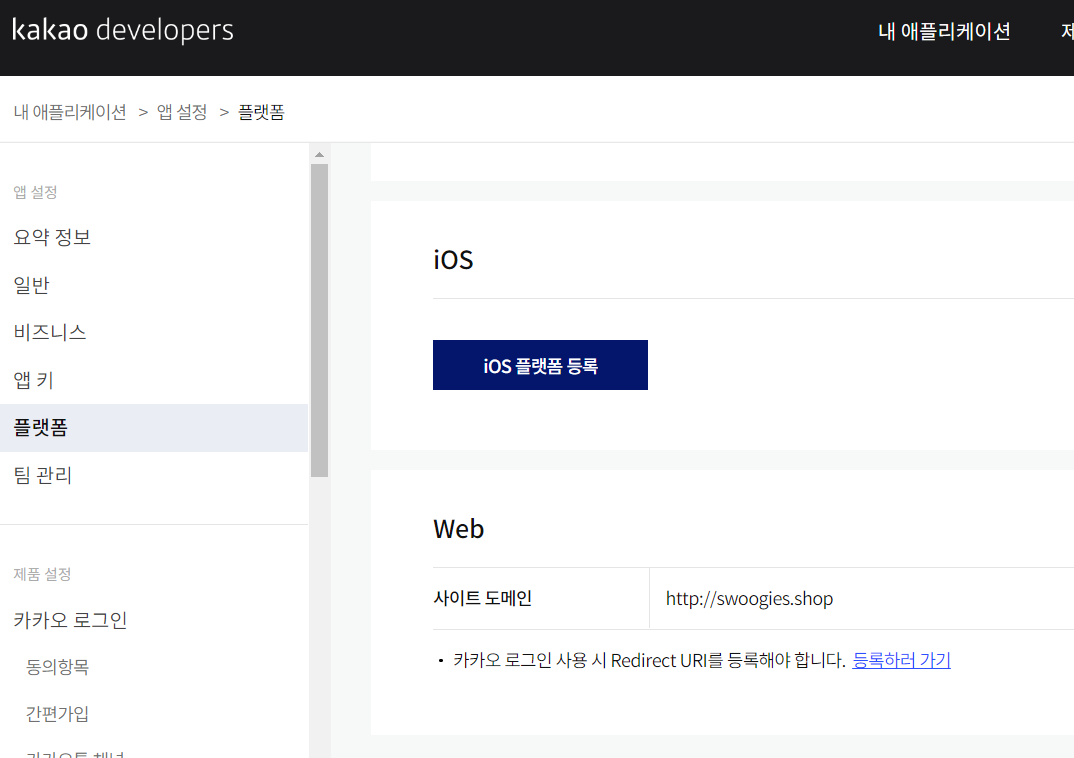 kakao developers
내 애플리케이션
내 애플리케이션 > 앱 설정 > 플랫폼
앱 설정
요약 정보
일반
비즈니스
앱 키
플랫폼
팀 관리
제품 설정
카카오 로그인
동의항목
간편가입
iOS
iOS 플랫폼 등록
Web
사이트 도메인
http://swoogies.shop
• 카카오 로그인 사용 시 Redirect URI를 등록해야 합니다. 등록하러 가기